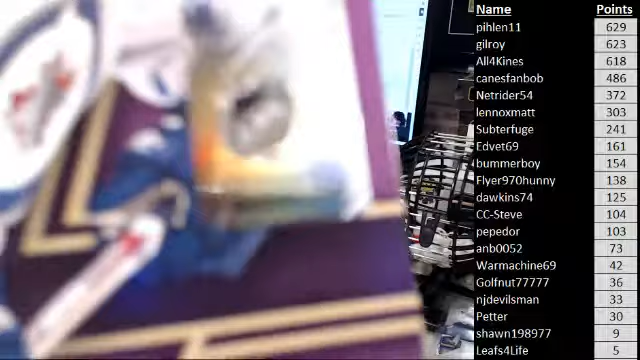 Name Points
pihlen11 629
gilroy 623
All4Kines 618
canesfanbob 486
Netrider54 372
lennoxmatt 303
Subterfuge 241
Edvet69 161
bummerboy 154
Flyer970hunny 138
dawkins74 125
CC-Steve 104
pepedor 103
anb0052 73
Warmachine69 42
Golfnut77777 36
njdevilsman 33
Petter 30
shawn198977 9
Leafs4Life 5